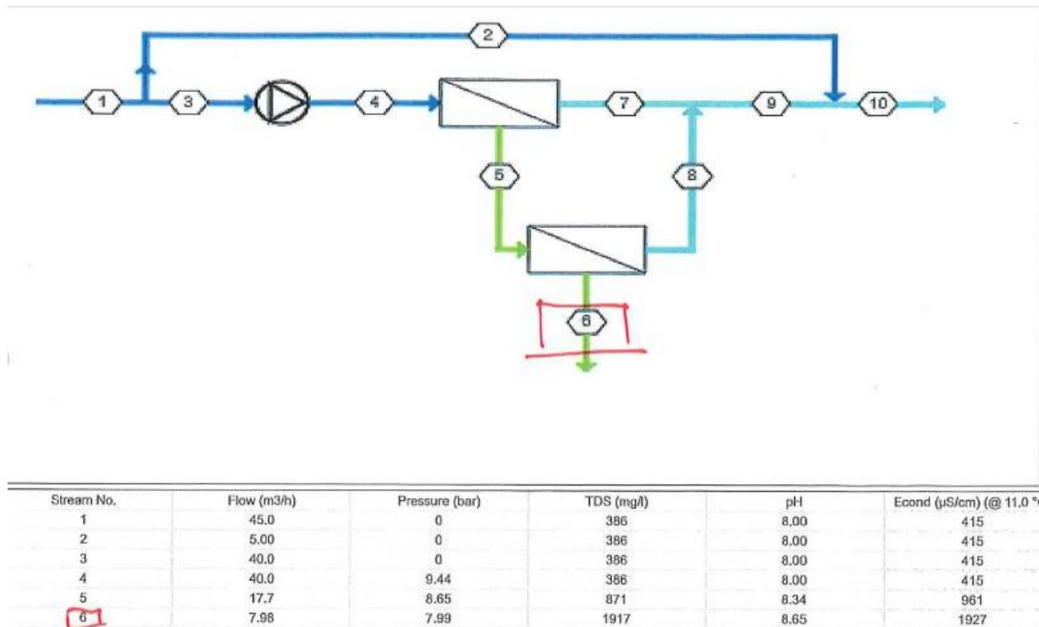 2
1
3
4
7
9
10
5
8
6
Stream No. Flow (m3/h) Pressure (bar) TDS (mg/l) pH Econd (µS/cm) (@ 11.0 °
1 45.0 0 386 8.00 415
2 5.00 0 386 8.00 415
3 40.0 0 386 8.00 415
4 40.0 9.44 386 8.00 415
5 17.7 8.65 871 8.34 961
6 7.98 7.99 1917 8.65 1927